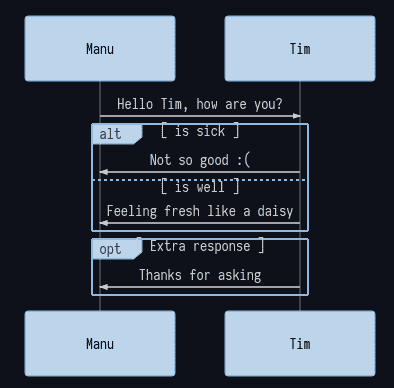 Manu Tim
Hello Tim, how are you?
alt [ is sick ]
Not so good :(
[ is well ]
Feeling fresh like a daisy
opt [ Extra response ]
Thanks for asking
Manu Tim